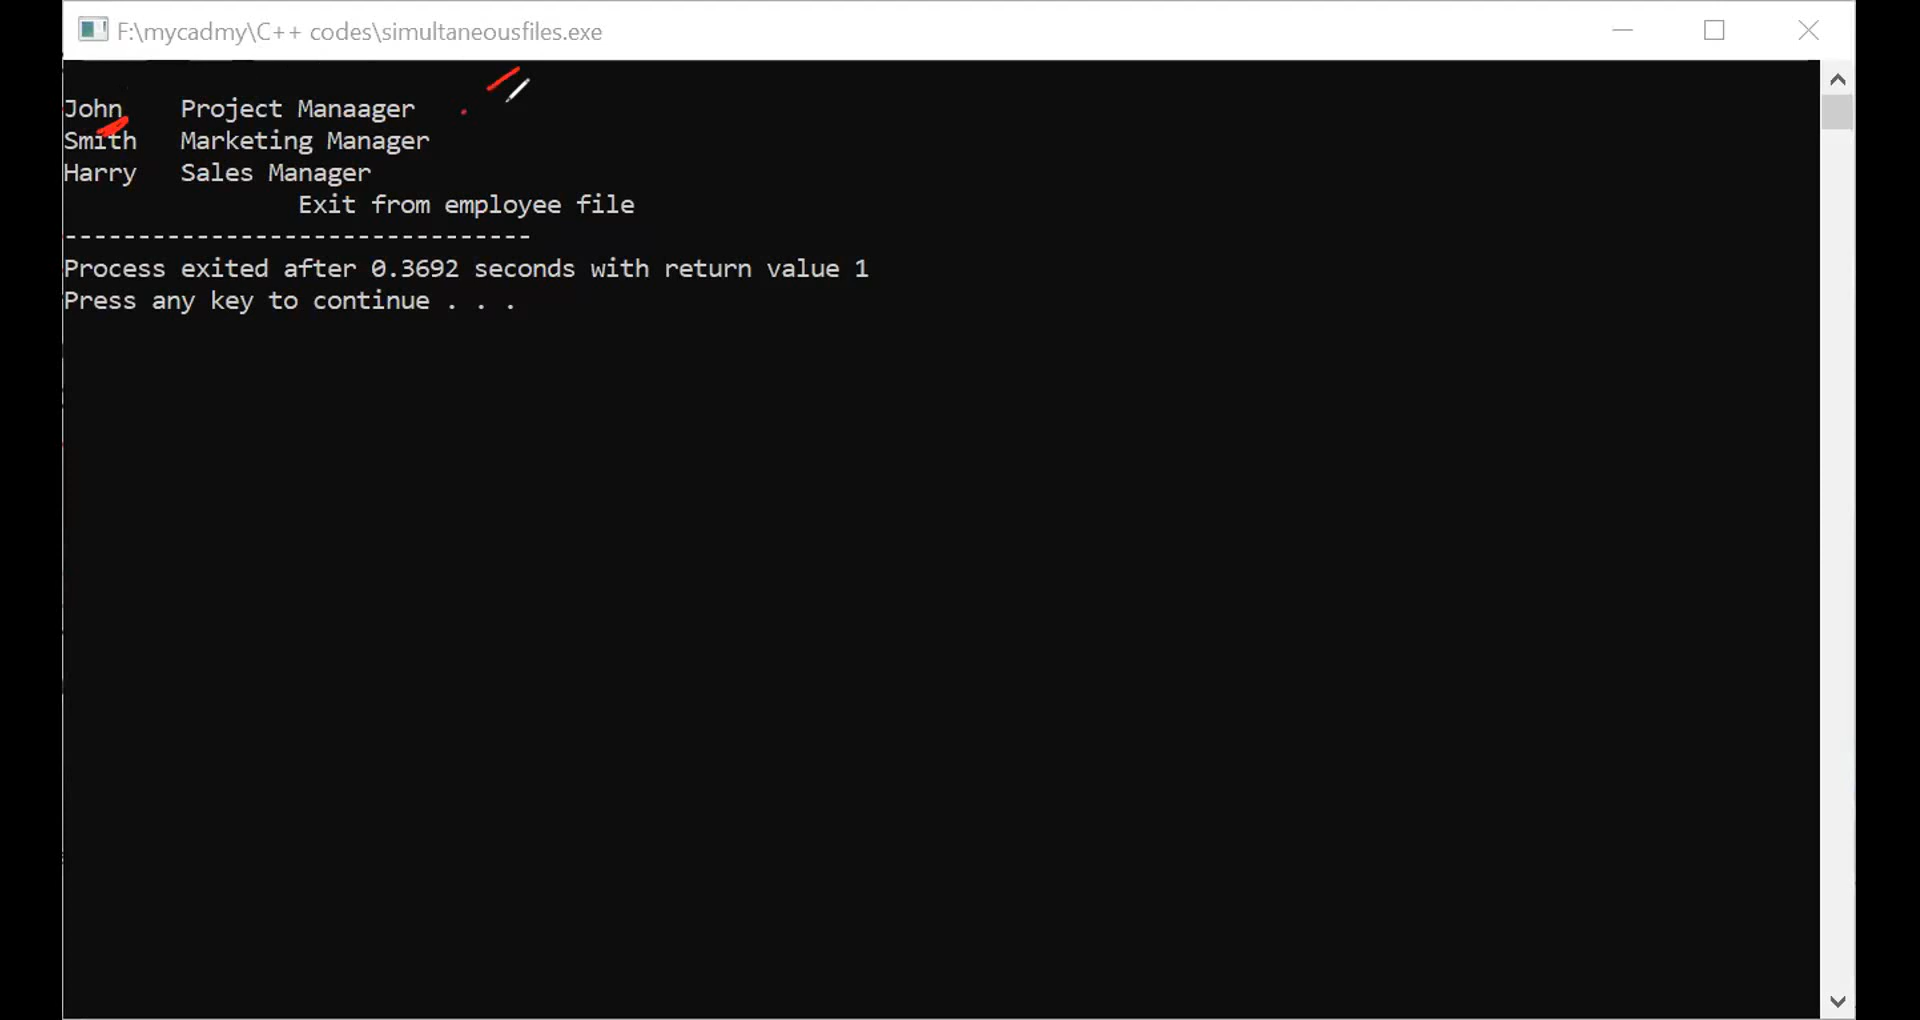 F:\mycadmy\C++ codes\simultaneousfiles.exe
John    Project Manaager
Smith   Marketing Manager
Harry   Sales Manager
                Exit from employee file
--------------------------------
Process exited after 0.3692 seconds with return value 1
Press any key to continue . . .